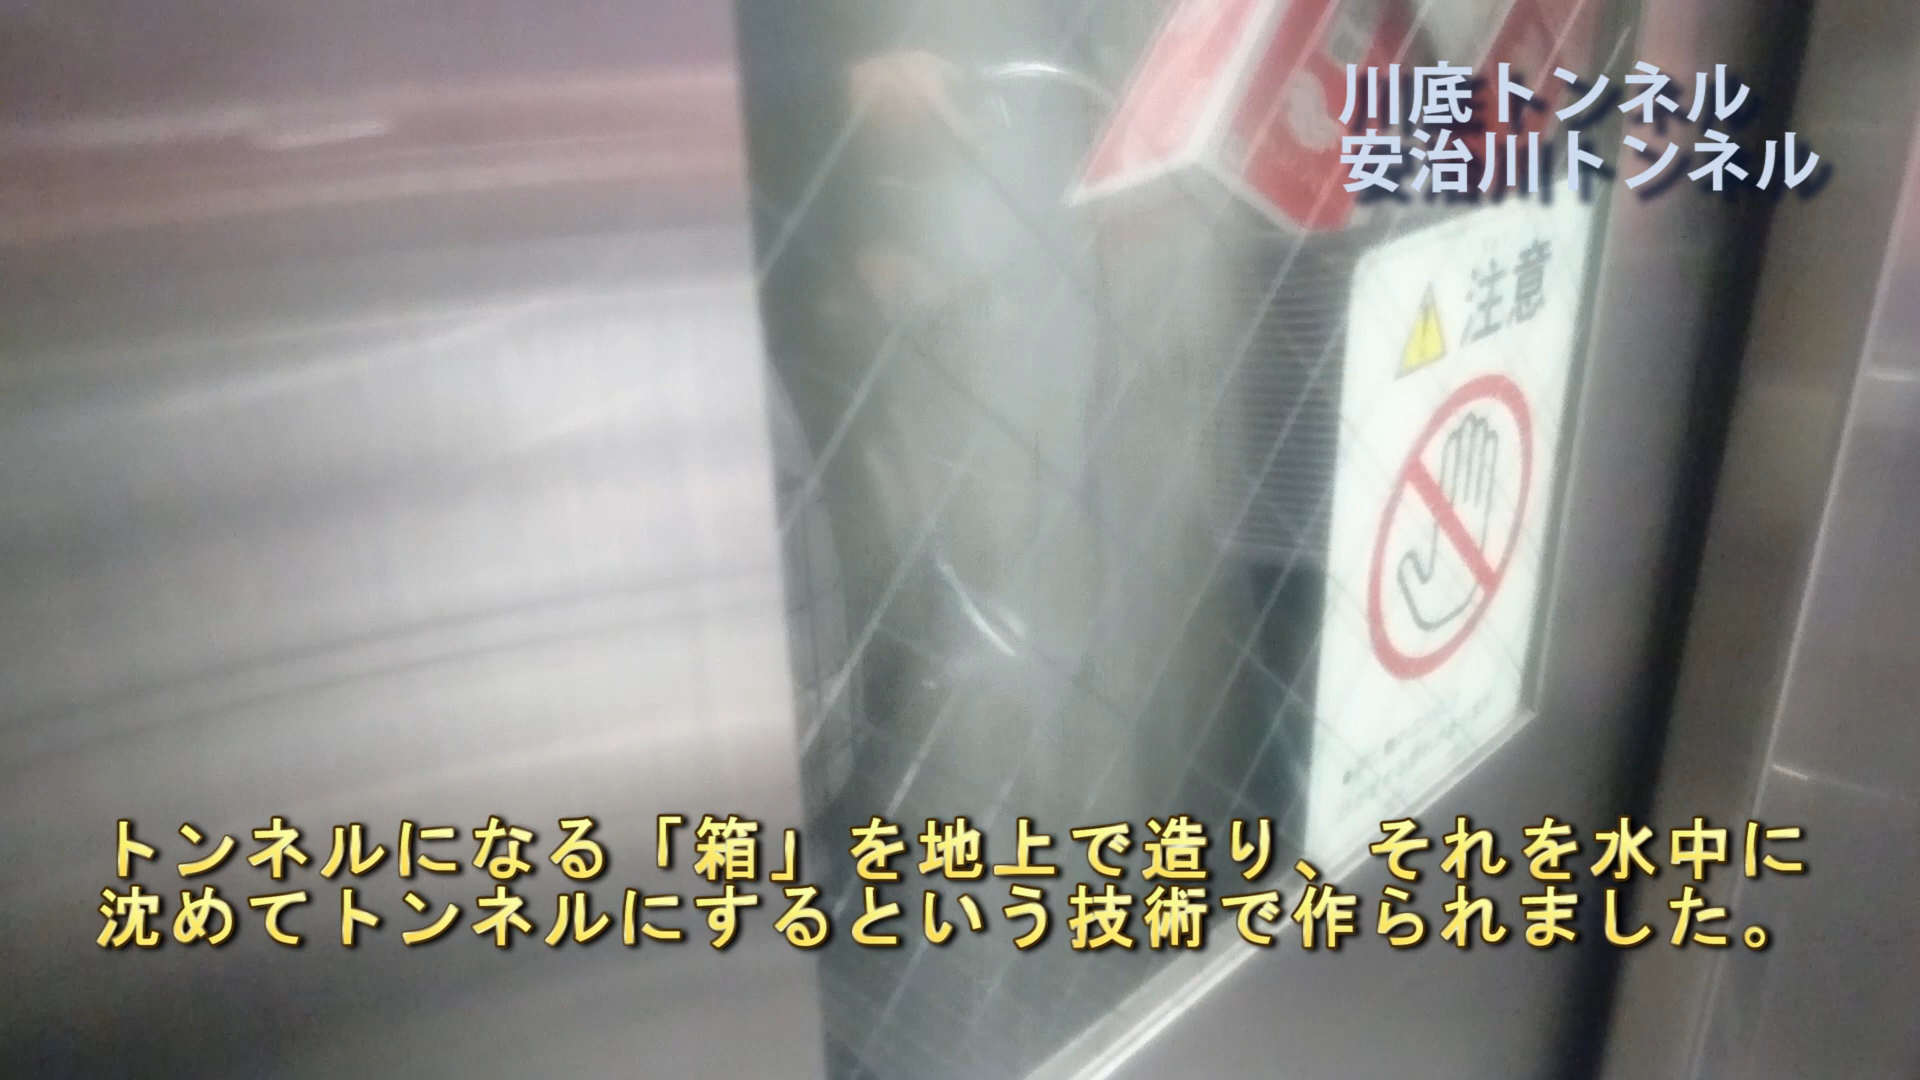 川底トンネル
安治川トンネル
注意
トンネルになる「箱」を地上で造り、それを水中に
沈めてトンネルにするという技術で作られました。